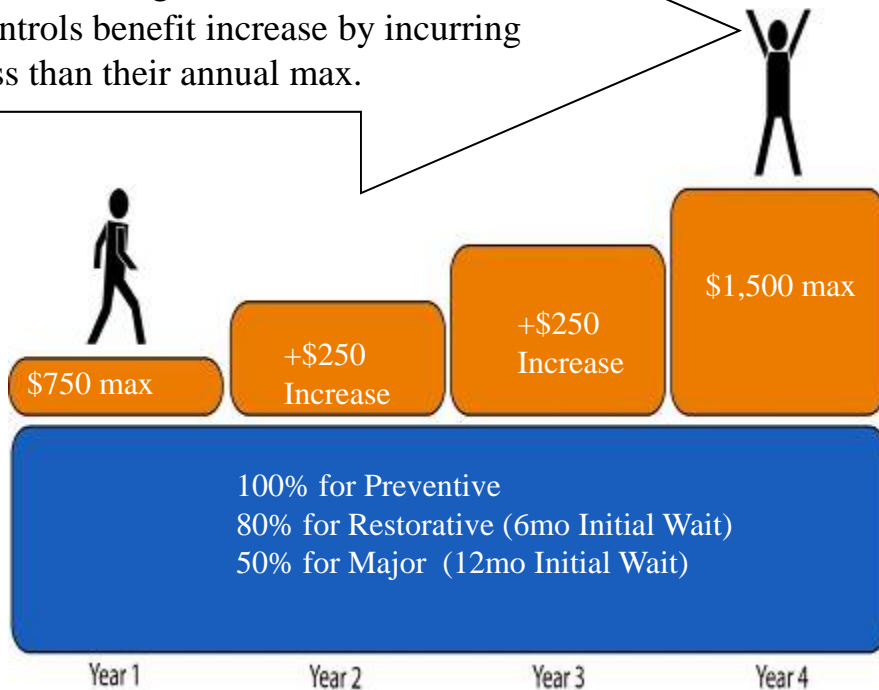 ntrols benefit increase by incurring
ss than their annual max.
$1,500 max
+$250
Increase
+$250
Increase
$750 max
100% for Preventive
80% for Restorative (6mo Initial Wait)
50% for Major (12mo Initial Wait)
Year 1
Year 2
Year 3
Year 4